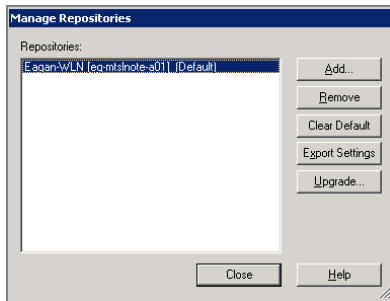 Manage Repositories
Repositories:
Eagan-WLN [eg-mtslnote-a01] (Default)
Add...
Remove
Clear Default
Export Settings
Upgrade...
Close
Help